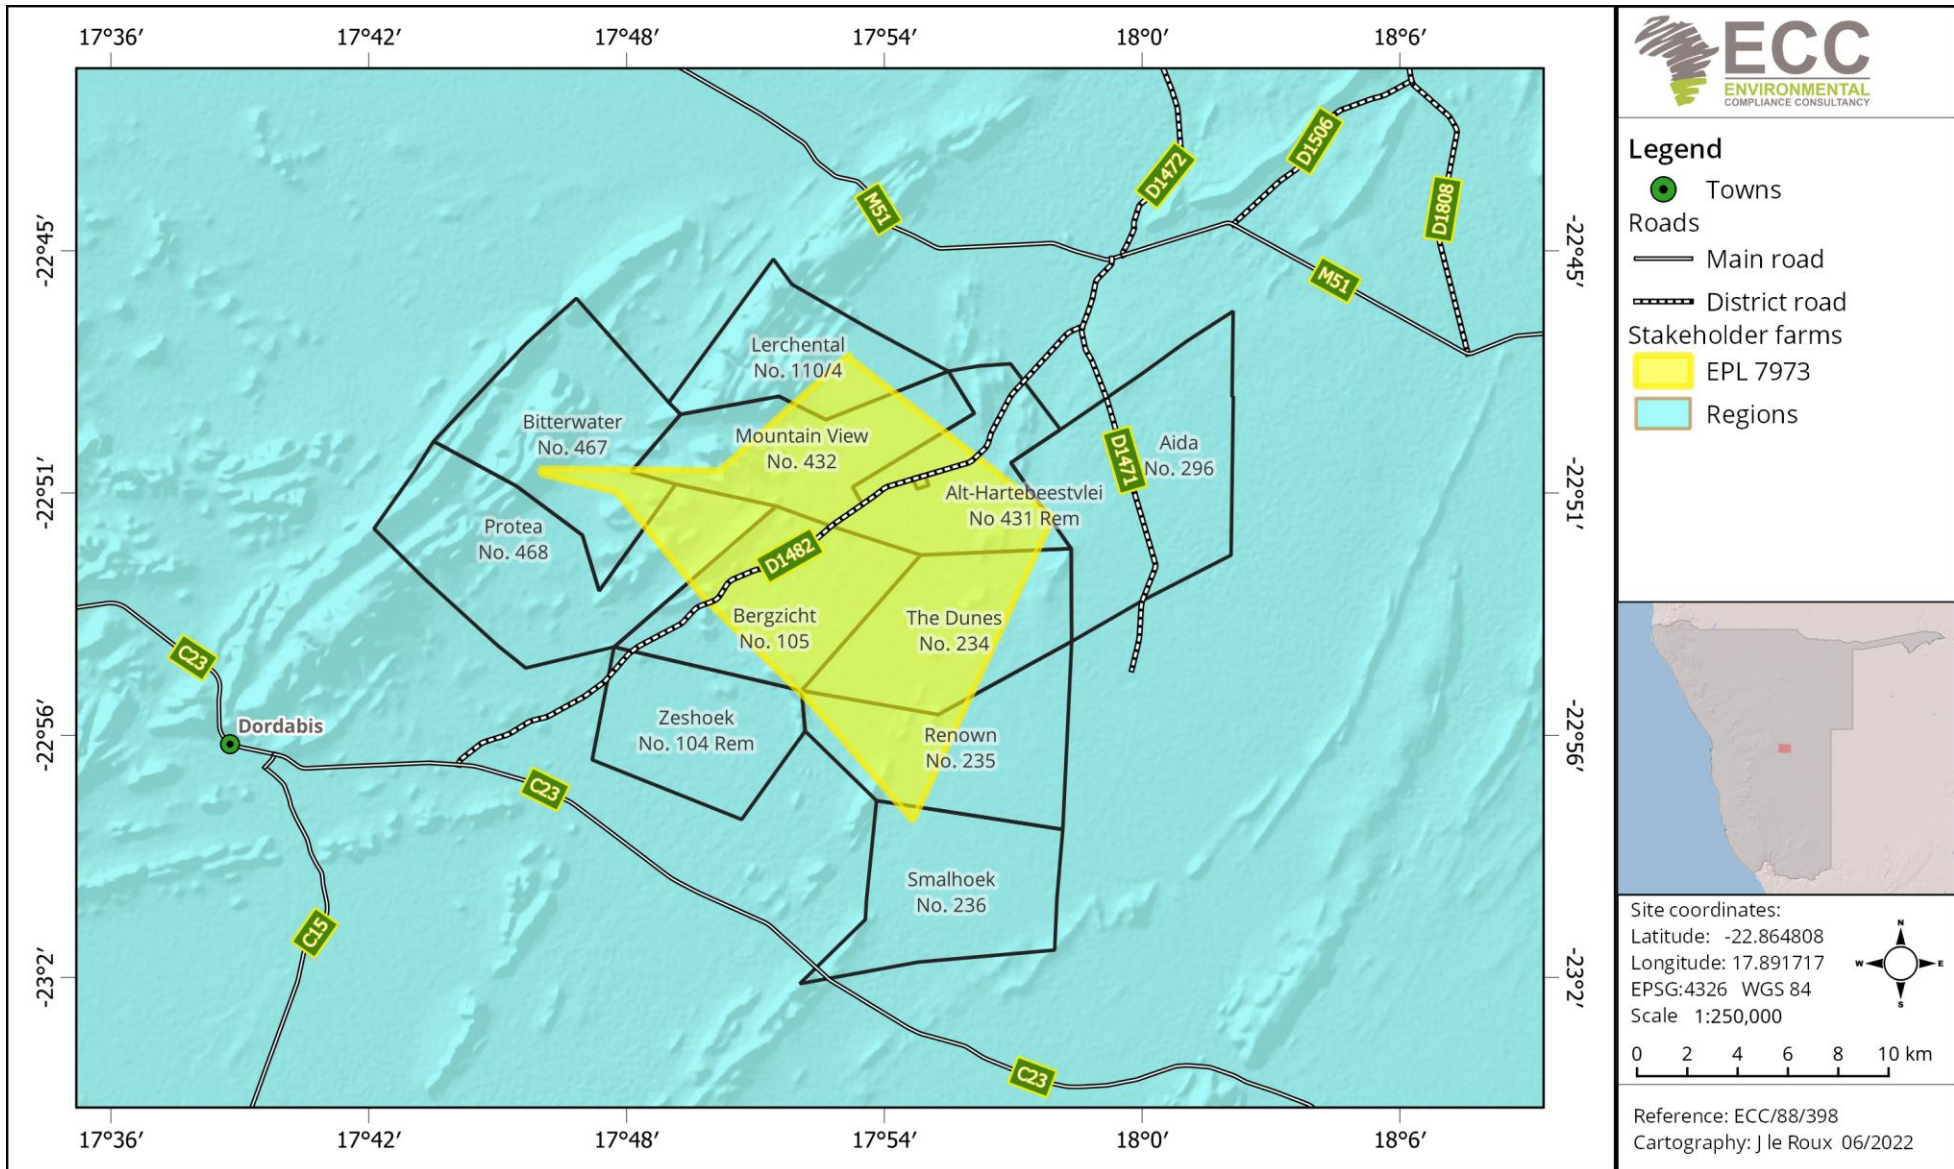 17°36′ 17°42′ 17°48′ 17°54′ 18°0′ 18°6′
-22°45′
-22°51′
-22°56′
-23°2′
-22°45′
-22°51′
-22°56′
-23°2′
17°36′ 17°42′ 17°48′ 17°54′ 18°0′ 18°6′
D1506
D1472
D1808
M51
M51
Lerchental
No. 110/4
Bitterwater
No. 467
Mountain View
No. 432
D1471
Aida
No. 296
Alt-Hartebeestvlei
No 431 Rem
Protea
No. 468
D1482
Bergzicht
No. 105
The Dunes
No. 234
C23
Dordabis
Zeshoek
No. 104 Rem
Renown
No. 235
C23
Smalhoek
No. 236
C15
C23
ECC
ENVIRONMENTAL
COMPLIANCE CONSULTANCY
Legend
Towns
Roads
Main road
District road
Stakeholder farms
EPL 7973
Regions
Site coordinates:
Latitude: -22.864808
Longitude: 17.891717
EPSG:4326 WGS 84
Scale 1:250,000
N
W E
S
0 2 4 6 8 10 km
Reference: ECC/88/398
Cartography: J le Roux 06/2022